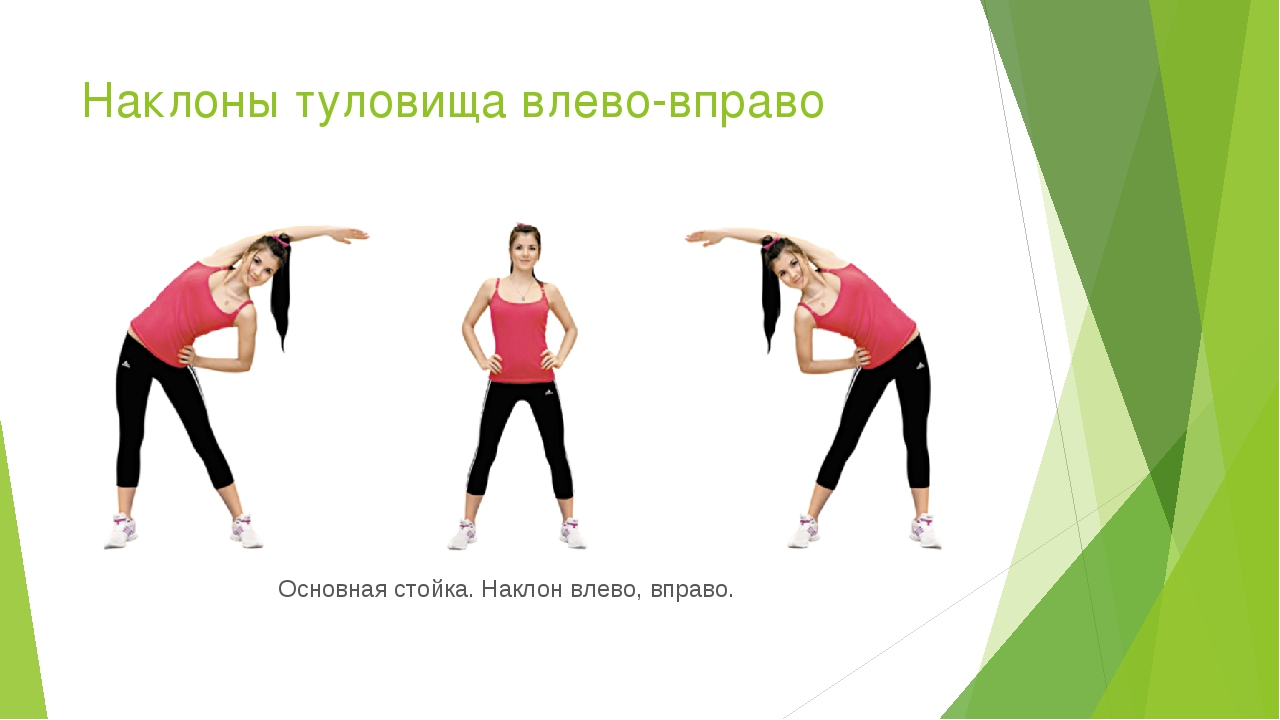 Наклоны туловища влево-вправо
Основная стойка. Наклон влево, вправо.